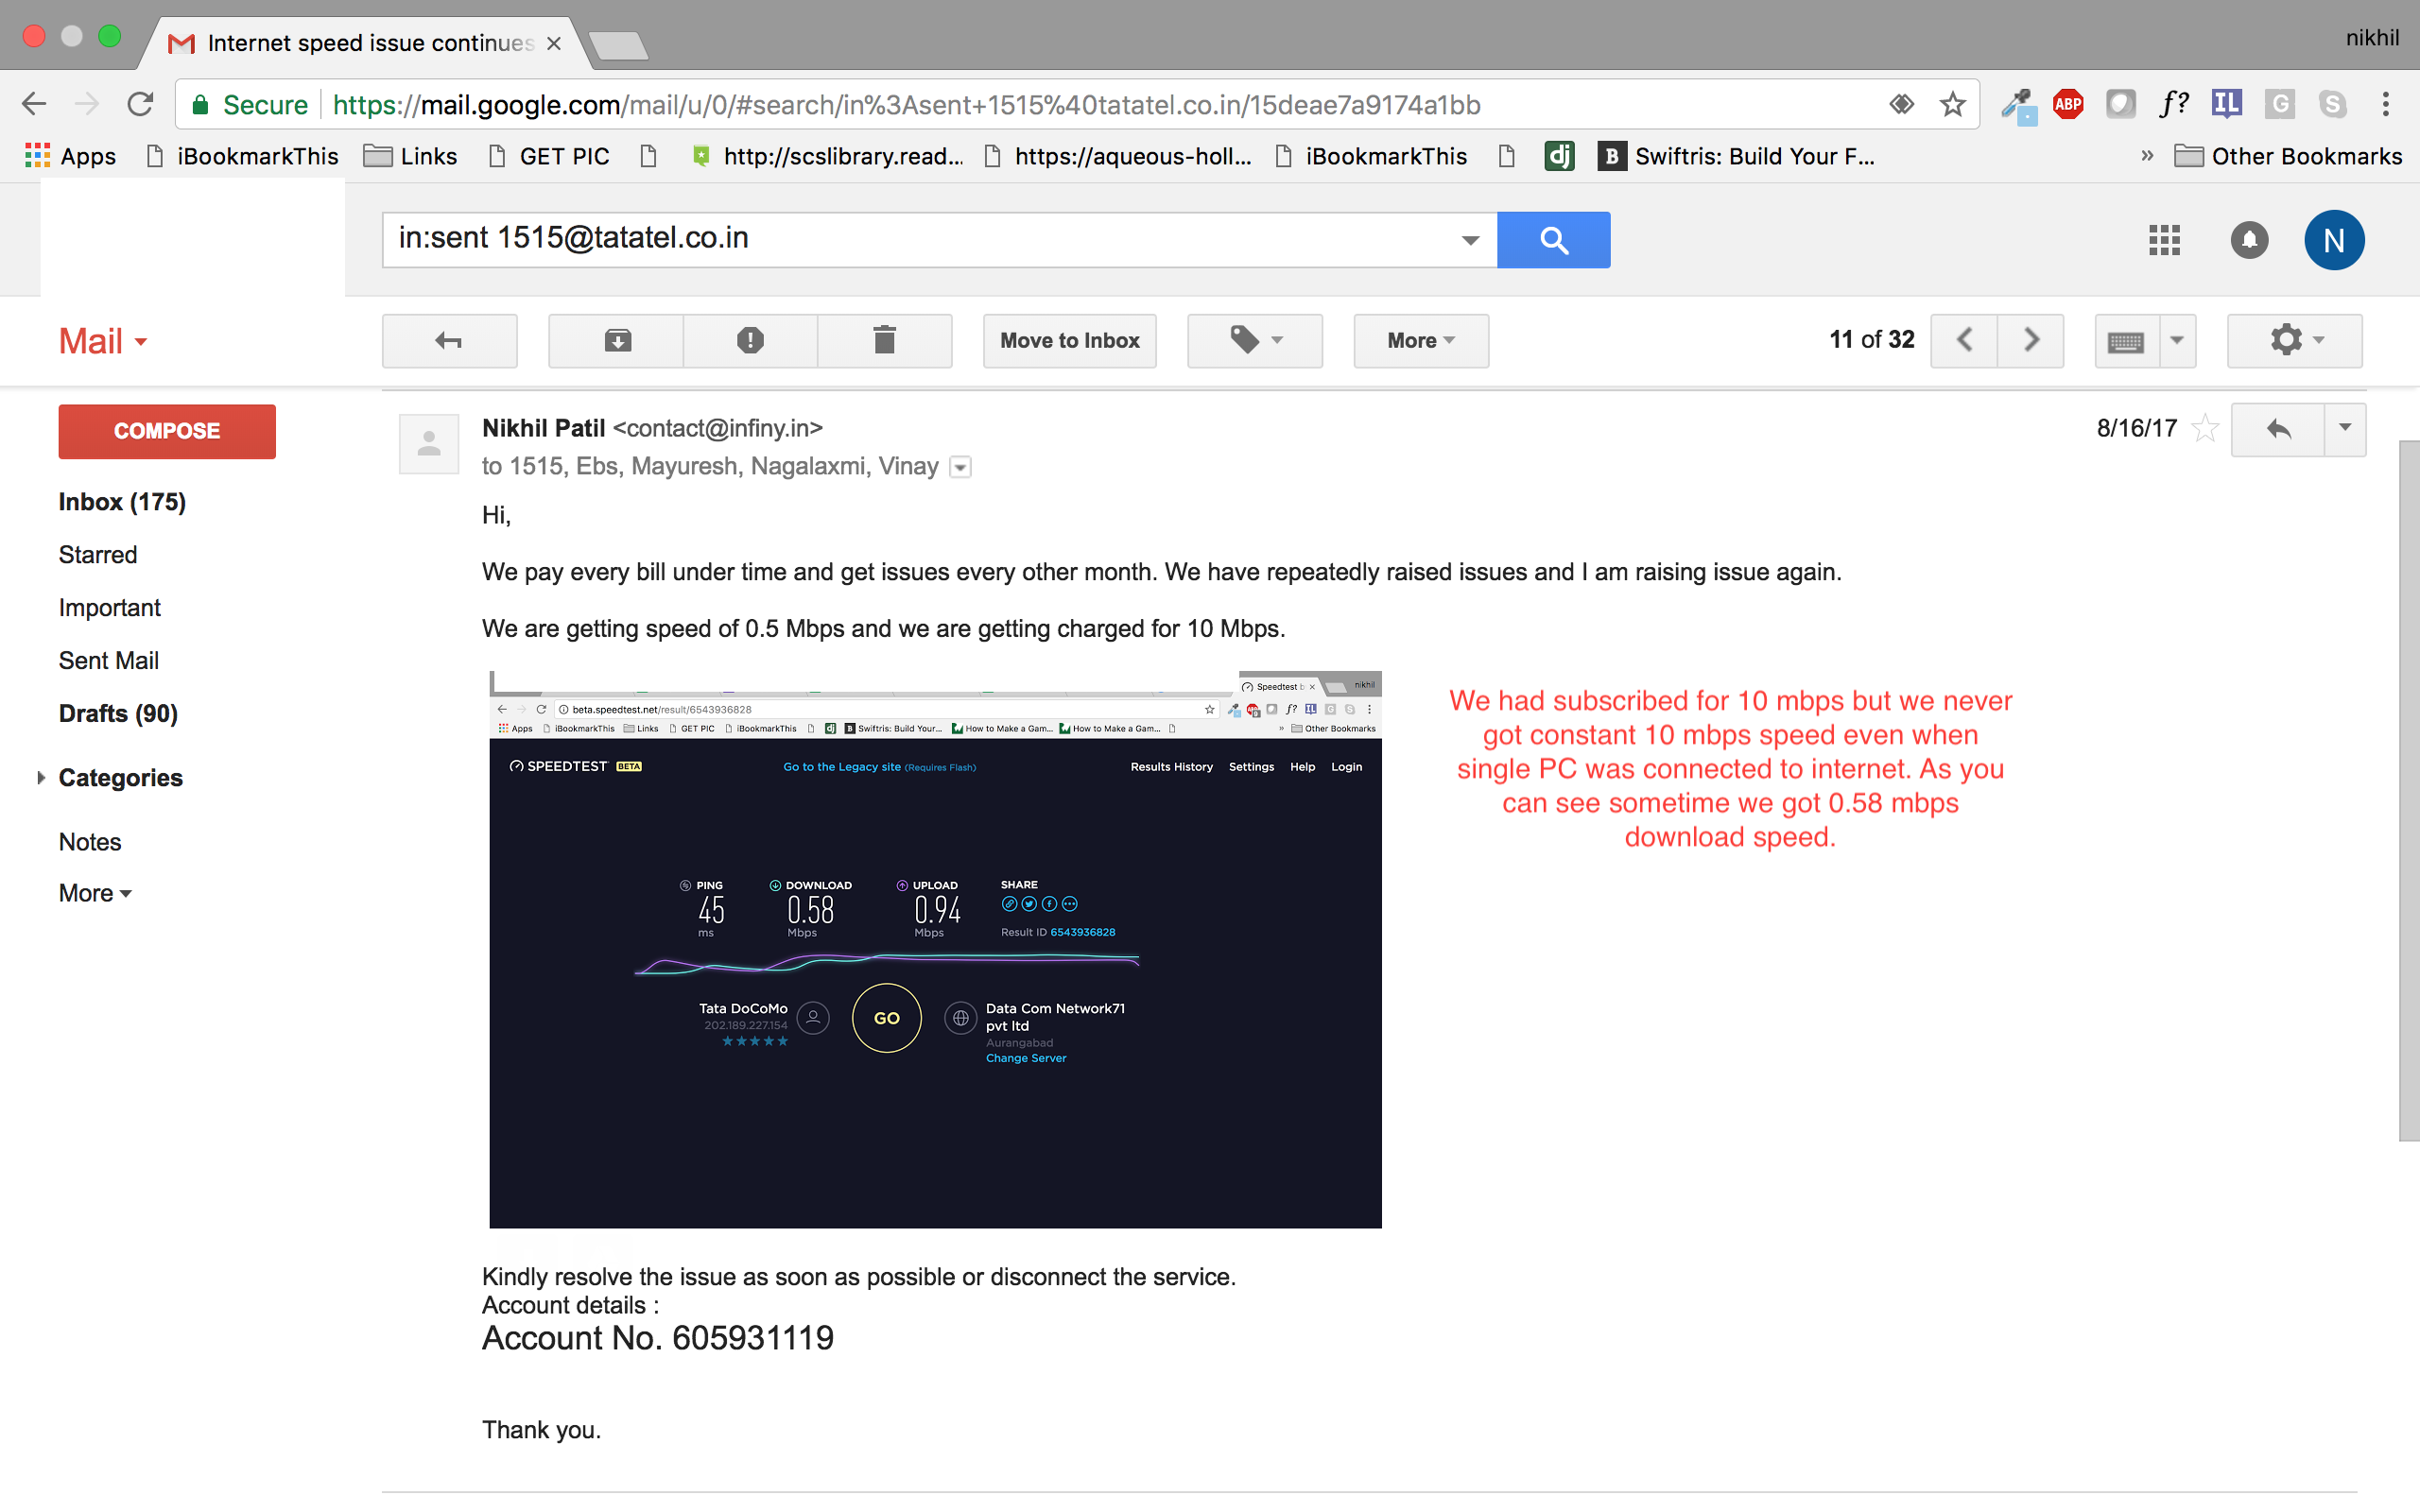 Internet speed issue continues
nikhil
Secure https://mail.google.com/mail/u/0/#search/in%3Asent+1515%40tatatel.co.in/15deae7a9174a1bb
ABP
f?
IL
G
S
Apps iBookmarkThis Links GET PIC http://scslibrary.read... https://aqueous-holl... iBookmarkThis dj B Swiftris: Build Your F... » Other Bookmarks
in:sent 1515@tatatel.co.in
N
Mail
Move to Inbox
More
11 of 32
COMPOSE
Inbox (175)
Starred
Important
Sent Mail
Drafts (90)
Categories
Notes
More
Nikhil Patil <contact@infiny.in>
8/16/17
to 1515, Ebs, Mayuresh, Nagalaxmi, Vinay
Hi,
We pay every bill under time and get issues every other month. We have repeatedly raised issues and I am raising issue again.
We are getting speed of 0.5 Mbps and we are getting charged for 10 Mbps.
Speedtest b
nikhil
beta.speedtest.net/result/6543936828
f?
IL
G
S
Apps iBookmarkThis Links GET PIC iBookmarkThis dj B Swiftris: Build Your... How to Make a Gam... How to Make a Gam... » Other Bookmarks
SPEEDTEST BETA
Go to the Legacy site (Requires Flash)
Results History Settings Help Login
PING DOWNLOAD UPLOAD SHARE
45 0.58 0.94
ms Mbps Mbps
Result ID 6543936828
Tata DoCoMo
202.189.227.154
GO
Data Com Network71
pvt ltd
Aurangabad
Change Server
We had subscribed for 10 mbps but we never
got constant 10 mbps speed even when
single PC was connected to internet. As you
can see sometime we got 0.58 mbps
download speed.
Kindly resolve the issue as soon as possible or disconnect the service.
Account details :
Account No. 605931119
Thank you.